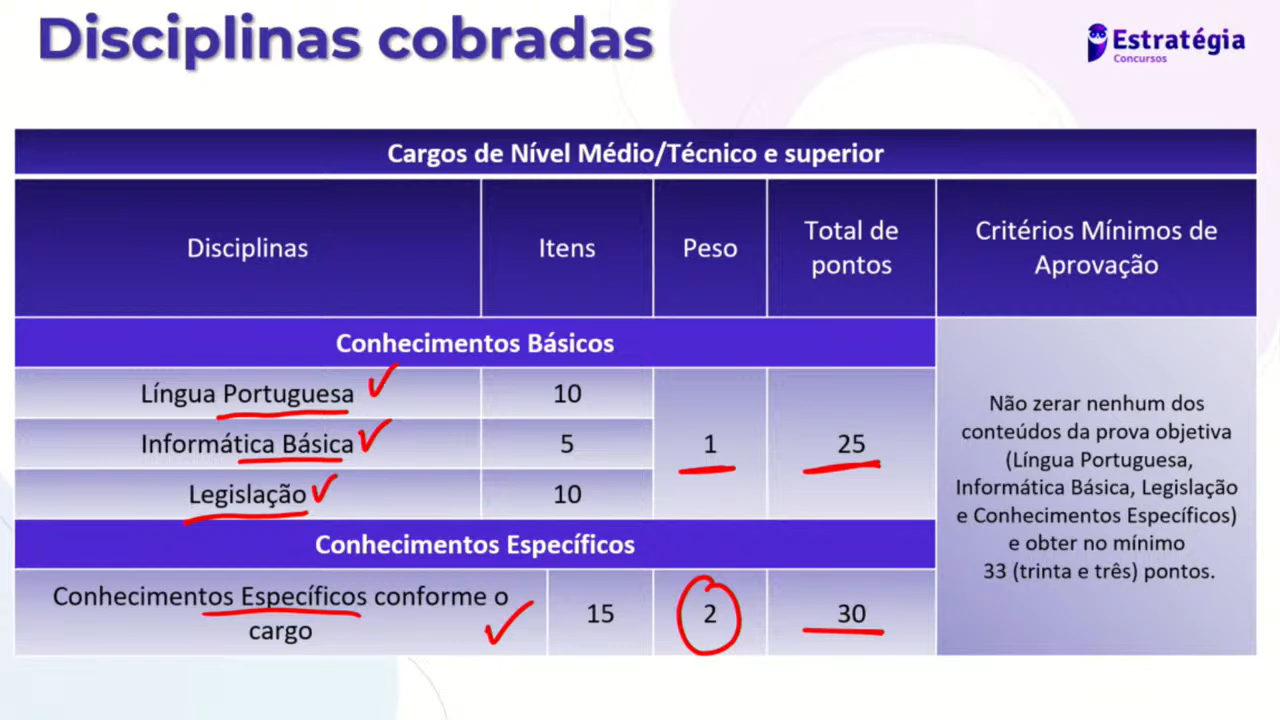 Disciplinas cobradas
Estratégia
Concursos
Cargos de Nível Médio/Técnico e superior
Disciplinas
Itens
Peso
Total de
pontos
Critérios Mínimos de
Aprovação
Conhecimentos Básicos
Língua Portuguesa
10
Informática Básica
5
Legislação
10
1
25
Não zerar nenhum dos
conteúdos da prova objetiva
(Língua Portuguesa,
Informática Básica, Legislação
e Conhecimentos Específicos)
e obter no mínimo
33 (trinta e três) pontos.
Conhecimentos Específicos
Conhecimentos Específicos conforme o
cargo
15
2
30